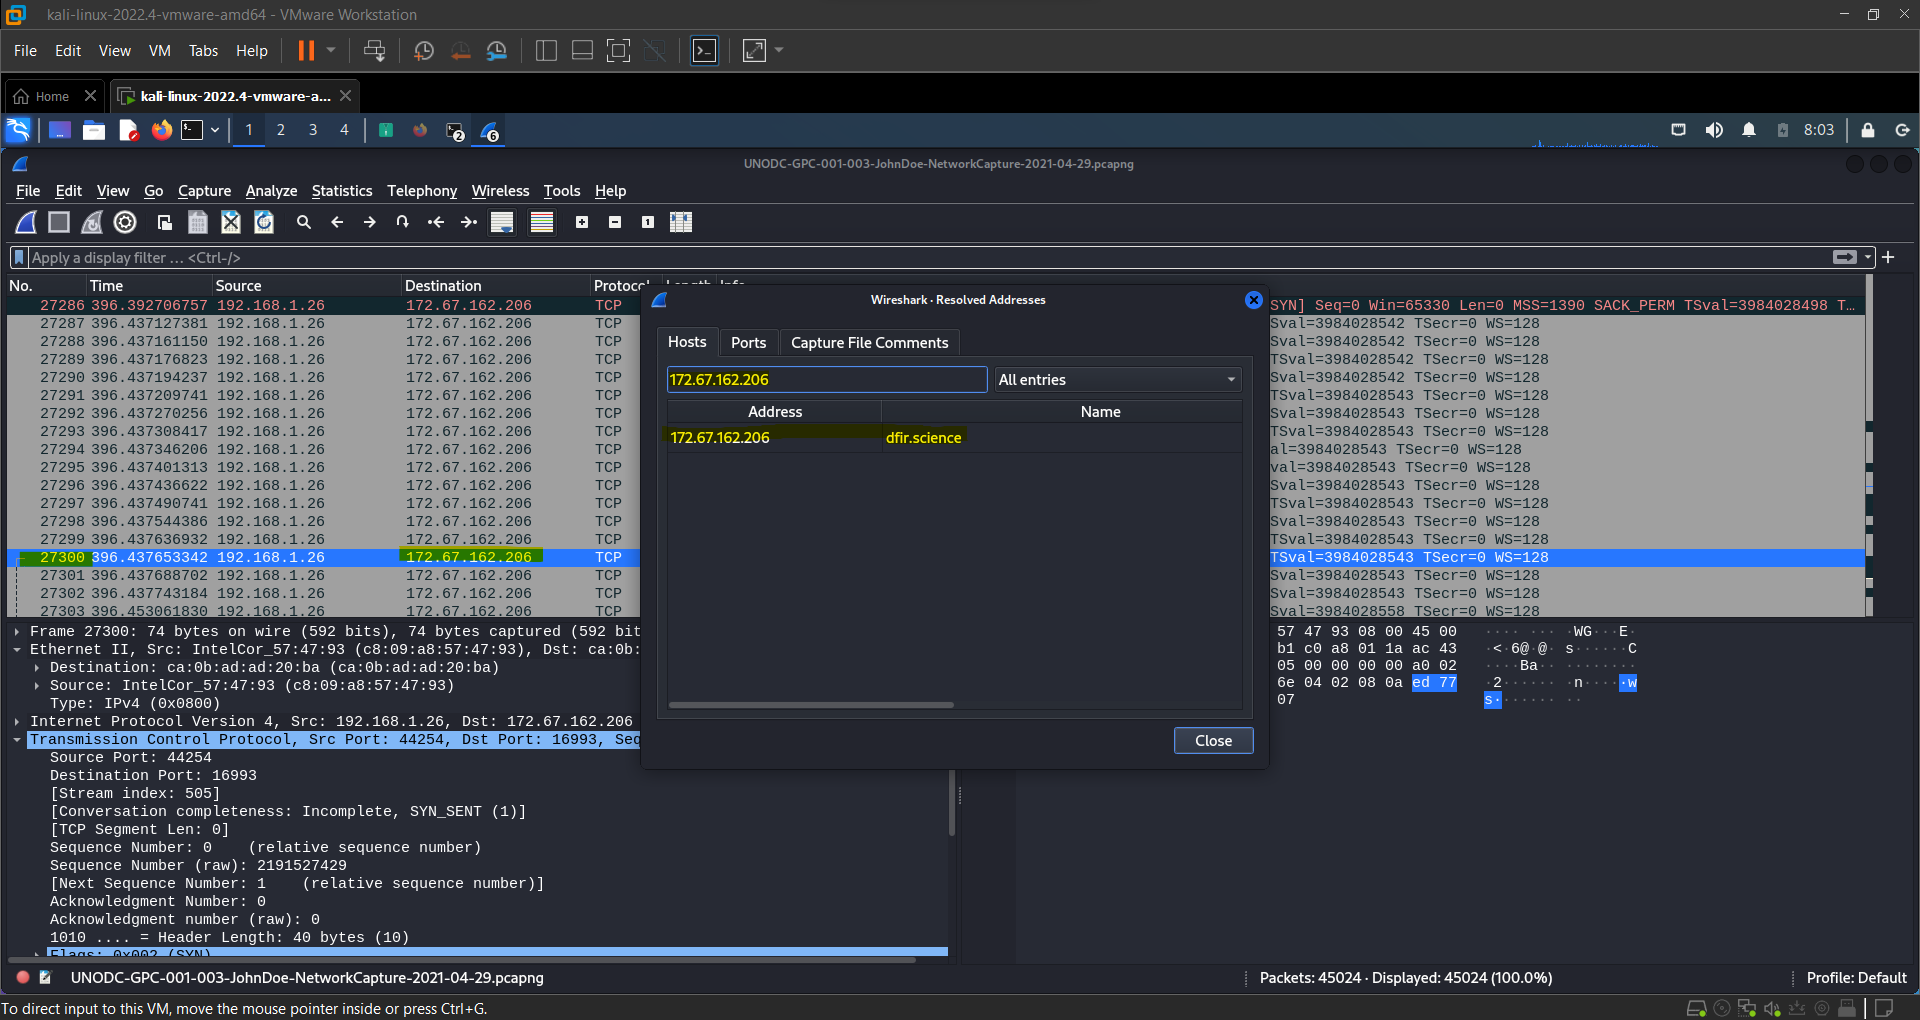 kali-linux-2022.4-vmware-amd64 - VMware Workstation
File Edit View VM Tabs Help
Home kali-linux-2022.4-vmware-a...
1 2 3 4 2 6 8:03
UNODC-GPC-001-003-JohnDoe-NetworkCapture-2021-04-29.pcapng
File Edit View Go Capture Analyze Statistics Telephony Wireless Tools Help
Apply a display filter ... <Ctrl-/>
No. Time Source Destination Protocol
27286 396.392706757 192.168.1.26 172.67.162.206 TCP SYN] Seq=0 Win=65330 Len=0 MSS=1390 SACK_PERM TSval=3984028498 T...
27287 396.437127381 192.168.1.26 172.67.162.206 TCP Sval=3984028542 TSecr=0 WS=128
27288 396.437161150 192.168.1.26 172.67.162.206 TCP Sval=3984028542 TSecr=0 WS=128
27289 396.437176823 192.168.1.26 172.67.162.206 TCP TSval=3984028542 TSecr=0 WS=128
27290 396.437194237 192.168.1.26 172.67.162.206 TCP Sval=3984028542 TSecr=0 WS=128
27291 396.437209741 192.168.1.26 172.67.162.206 TCP TSval=3984028543 TSecr=0 WS=128
27292 396.437270256 192.168.1.26 172.67.162.206 TCP Sval=3984028543 TSecr=0 WS=128
27293 396.437308417 192.168.1.26 172.67.162.206 TCP TSval=3984028543 TSecr=0 WS=128
27294 396.437346206 192.168.1.26 172.67.162.206 TCP al=3984028543 TSecr=0 WS=128
27295 396.437401313 192.168.1.26 172.67.162.206 TCP val=3984028543 TSecr=0 WS=128
27296 396.437436622 192.168.1.26 172.67.162.206 TCP Sval=3984028543 TSecr=0 WS=128
27297 396.437490741 192.168.1.26 172.67.162.206 TCP TSval=3984028543 TSecr=0 WS=128
27298 396.437544386 192.168.1.26 172.67.162.206 TCP Sval=3984028543 TSecr=0 WS=128
27299 396.437636932 192.168.1.26 172.67.162.206 TCP TSval=3984028543 TSecr=0 WS=128
27300 396.437653342 192.168.1.26 172.67.162.206 TCP TSval=3984028543 TSecr=0 WS=128
27301 396.437688702 192.168.1.26 172.67.162.206 TCP Sval=3984028543 TSecr=0 WS=128
27302 396.437743184 192.168.1.26 172.67.162.206 TCP Sval=3984028543 TSecr=0 WS=128
27303 396.453061830 192.168.1.26 172.67.162.206 TCP Sval=3984028558 TSecr=0 WS=128
Wireshark · Resolved Addresses
Hosts Ports Capture File Comments
172.67.162.206 All entries
Address Name
172.67.162.206 dfir.science
Close
Frame 27300: 74 bytes on wire (592 bits), 74 bytes captured (592 bit
Ethernet II, Src: IntelCor_57:47:93 (c8:09:a8:57:47:93), Dst: ca:0b:
Destination: ca:0b:ad:ad:20:ba (ca:0b:ad:ad:20:ba)
Source: IntelCor_57:47:93 (c8:09:a8:57:47:93)
Type: IPv4 (0x0800)
Internet Protocol Version 4, Src: 192.168.1.26, Dst: 172.67.162.206
Transmission Control Protocol, Src Port: 44254, Dst Port: 16993, Seq
Source Port: 44254
Destination Port: 16993
[Stream index: 505]
[Conversation completeness: Incomplete, SYN_SENT (1)]
[TCP Segment Len: 0]
Sequence Number: 0 (relative sequence number)
Sequence Number (raw): 2191527429
[Next Sequence Number: 1 (relative sequence number)]
Acknowledgment Number: 0
Acknowledgment number (raw): 0
1010 .... = Header Length: 40 bytes (10)
Flags: 0x002 (SYN)
57 47 93 08 00 45 00 ···· ··· WG···E·
b1 c0 a8 01 1a ac 43 ·<·6@·@· s······C
05 00 00 00 00 a0 02 ····Ba·· ········
6e 04 02 08 0a ed 77 ·2······ n····w
07 s·······
UNODC-GPC-001-003-JohnDoe-NetworkCapture-2021-04-29.pcapng Packets: 45024 · Displayed: 45024 (100.0%) Profile: Default
To direct input to this VM, move the mouse pointer inside or press Ctrl+G.